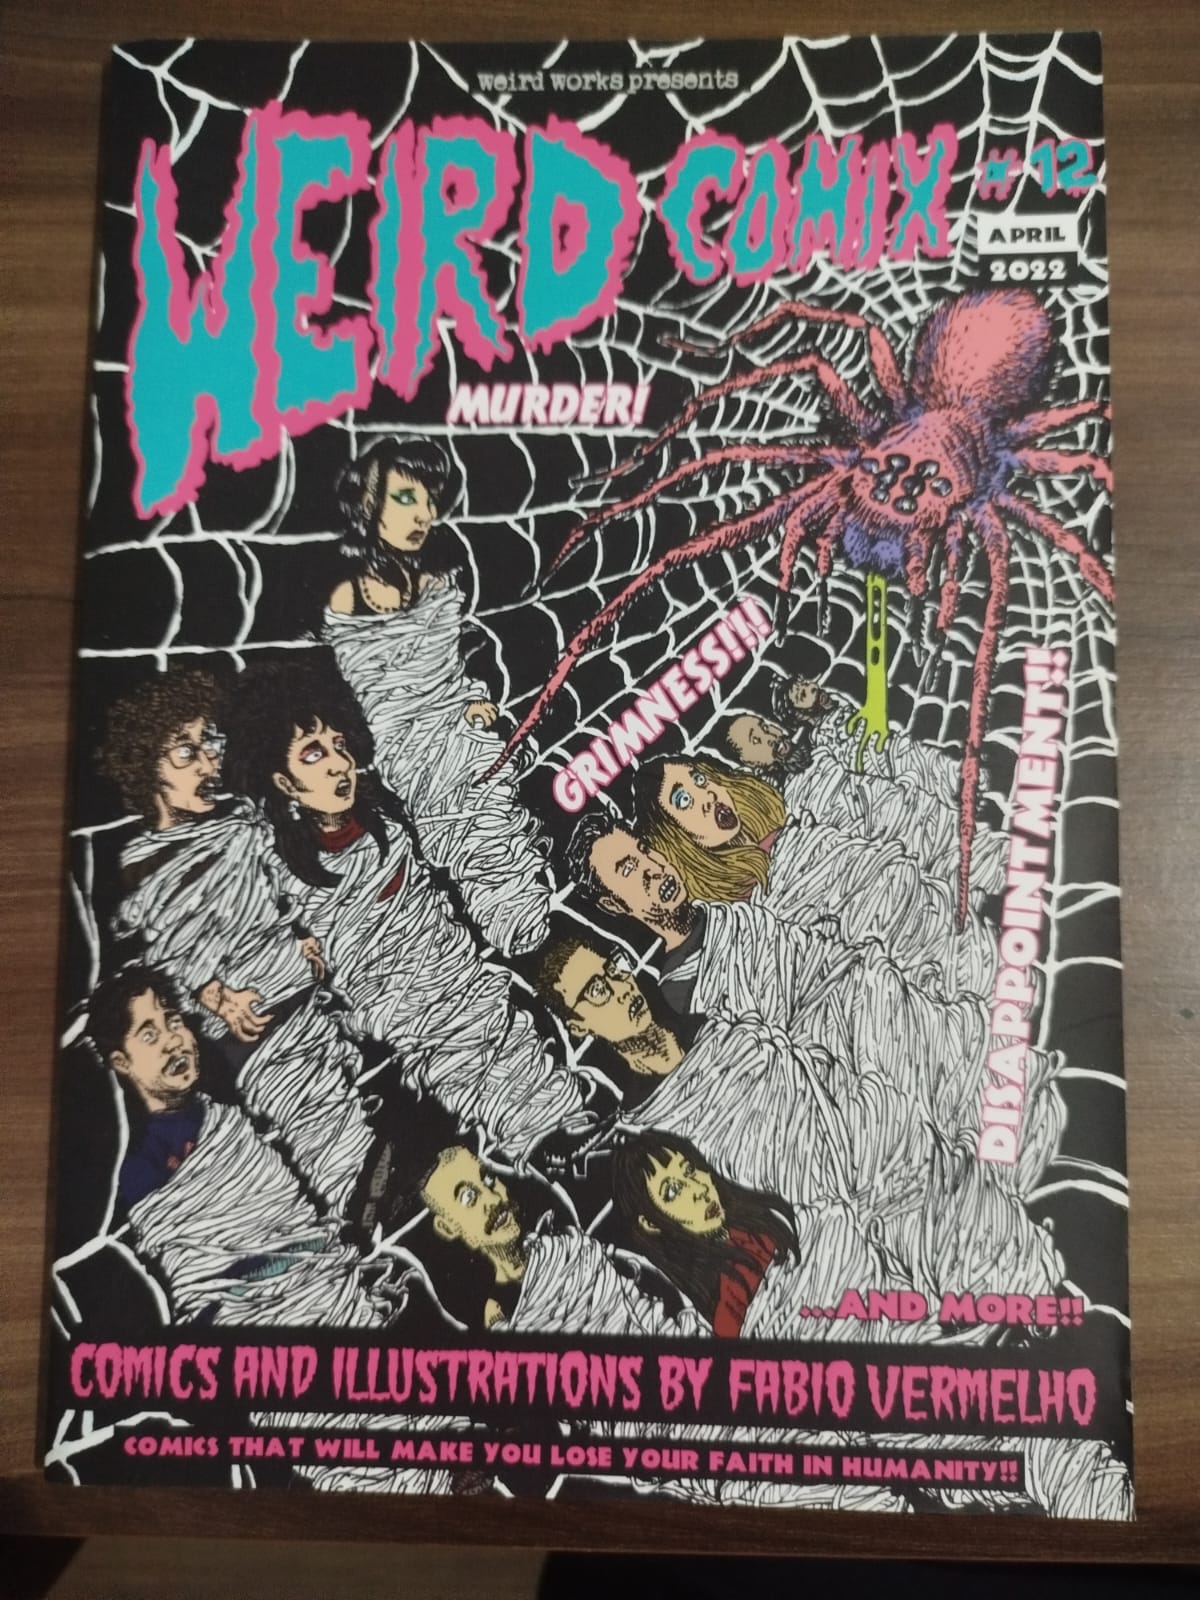 weird works presents
WEIRD COMIX #12
APRIL
2022
MURDER!
GRIMNESS!!!
DISAPPOINTMENT!!
...AND MORE!!
COMICS AND ILLUSTRATIONS BY FABIO VERMELHO
COMICS THAT WILL MAKE YOU LOSE YOUR FAITH IN HUMANITY!!